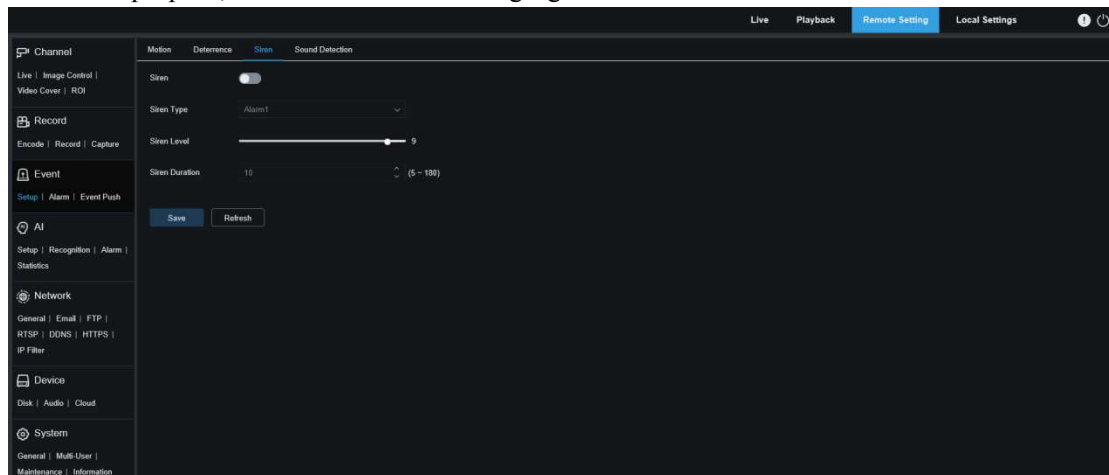 Live Playback Remote Setting Local Settings
Channel
Live | Image Control |
Video Cover | ROI
Record
Encode | Record | Capture
Event
Setup | Alarm | Event Push
AI
Setup | Recognition | Alarm |
Statistics
Network
General | Email | FTP |
RTSP | DDNS | HTTPS |
IP Filter
Device
Disk | Audio | Cloud
System
General | Multi-User |
Maintenance | Information
Motion Deterrence Siren Sound Detection
Siren
Siren Type Alarm1
Siren Level 9
Siren Duration 10 (5 ~ 180)
Save Refresh